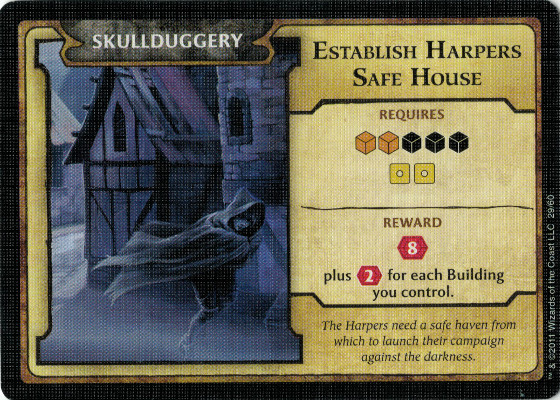 SKULLDUGGERY
ESTABLISH HARPERS
SAFE HOUSE
REQUIRES
REWARD
8
plus 2 for each Building
you control.
The Harpers need a safe haven from
which to launch their campaign
against the darkness.
™ & ©2011 Wizards of the Coast LLC 29/60